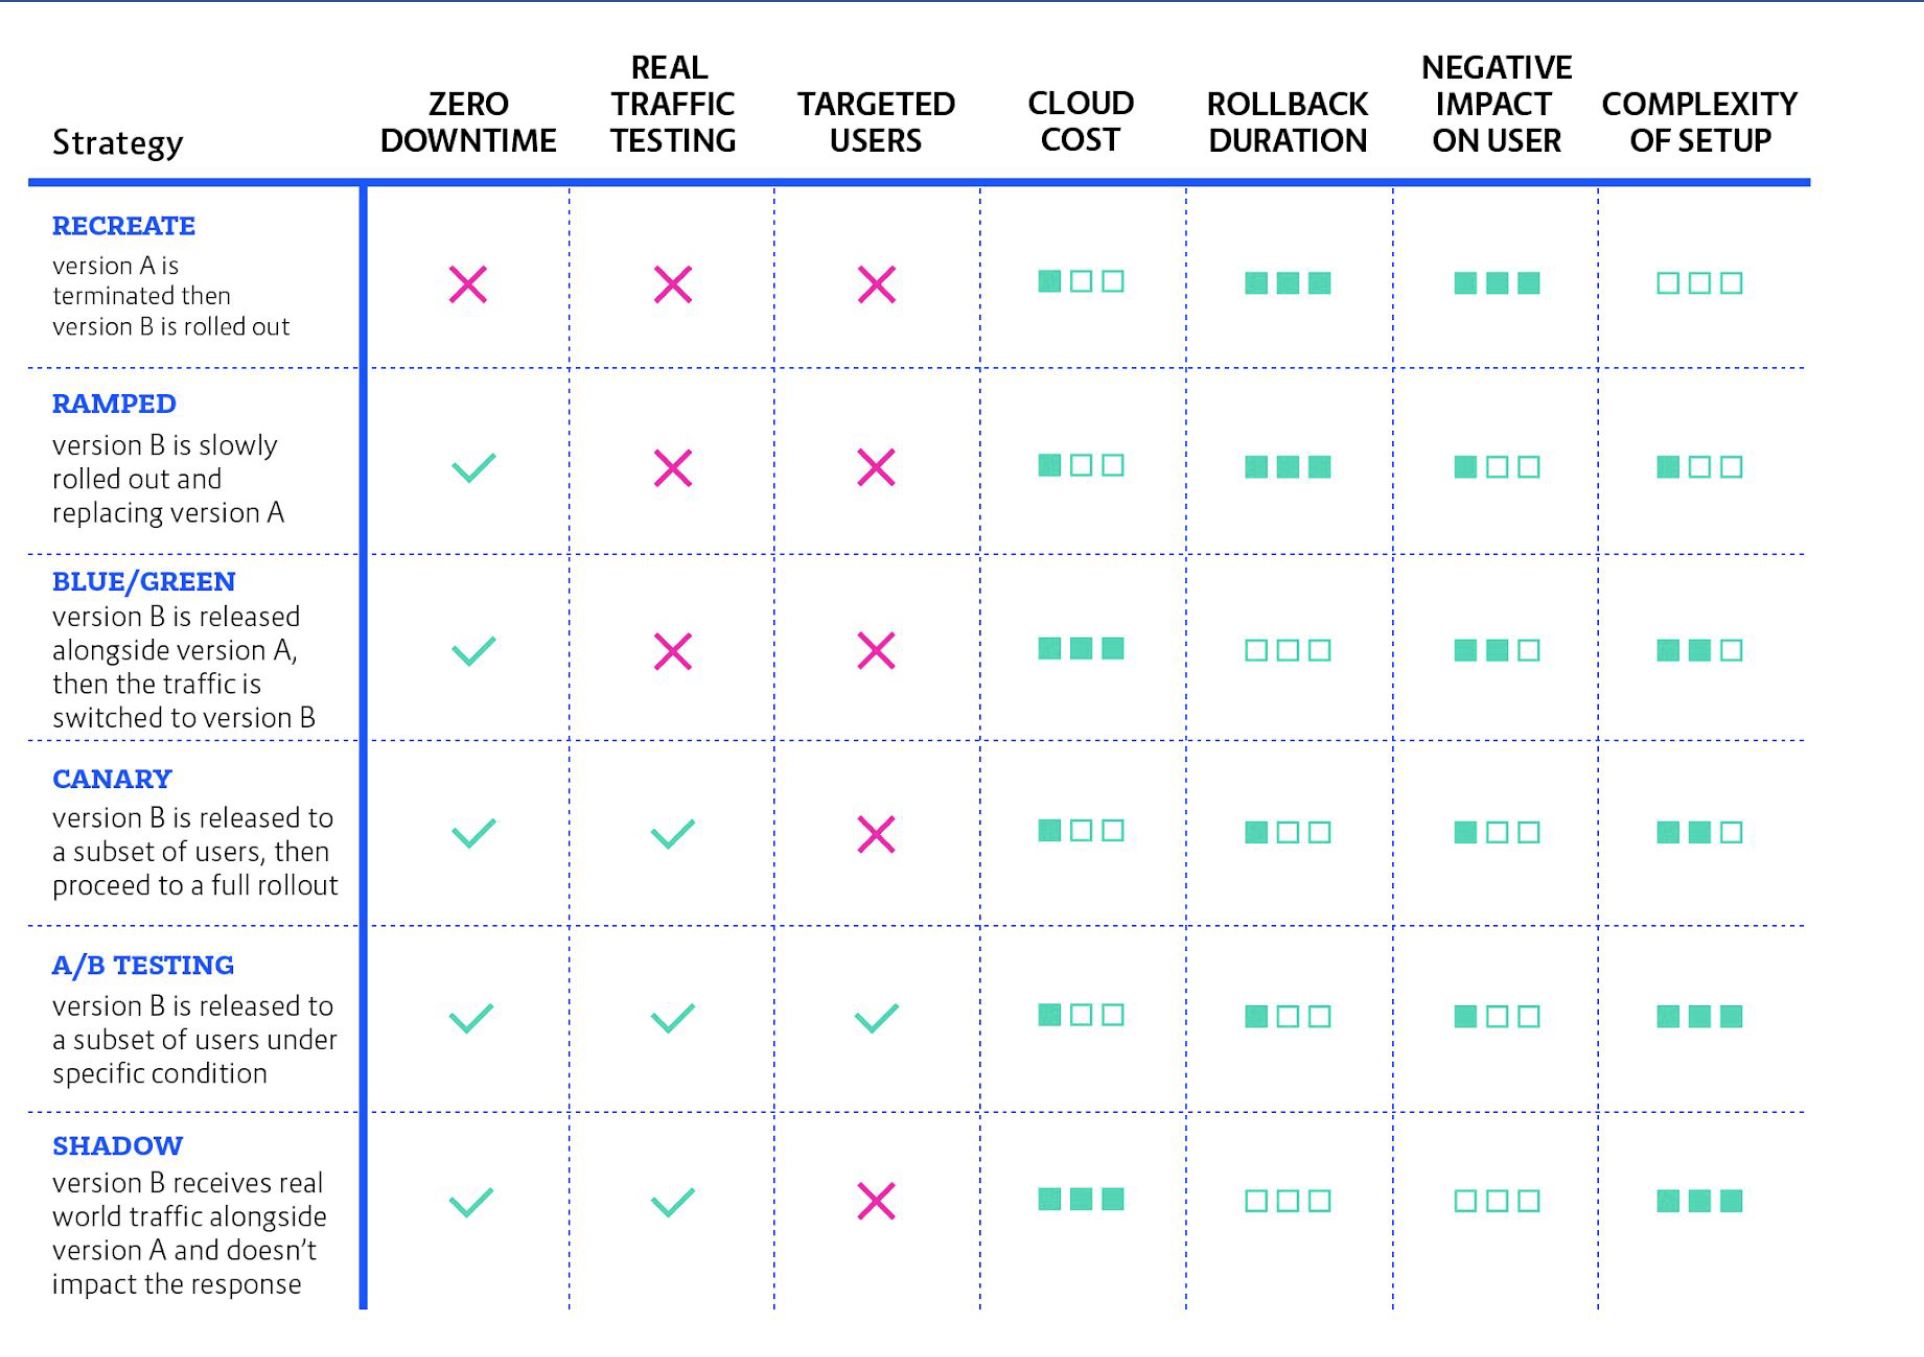 Strategy
ZERO
DOWNTIME
REAL
TRAFFIC
TESTING
TARGETED
USERS
CLOUD
COST
ROLLBACK
DURATION
NEGATIVE
IMPACT
ON USER
COMPLEXITY
OF SETUP
RECREATE
version A is
terminated then
version B is rolled out
RAMPED
version B is slowly
rolled out and
replacing version A
BLUE/GREEN
version B is released
alongside version A,
then the traffic is
switched to version B
CANARY
version B is released to
a subset of users, then
proceed to a full rollout
A/B TESTING
version B is released to
a subset of users under
specific condition
SHADOW
version B receives real
world traffic alongside
version A and doesn't
impact the response